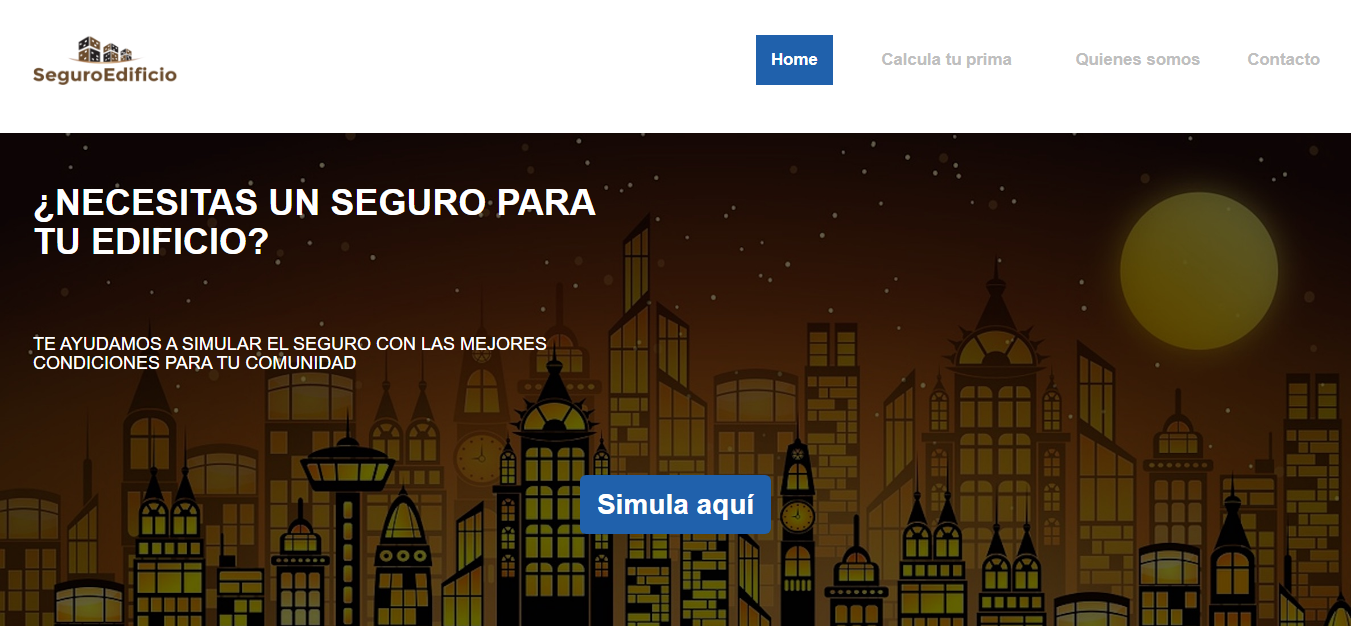 SeguroEdificio
Home
Calcula tu prima
Quienes somos
Contacto
¿NECESITAS UN SEGURO PARA
TU EDIFICIO?
TE AYUDAMOS A SIMULAR EL SEGURO CON LAS MEJORES
CONDICIONES PARA TU COMUNIDAD
Simula aquí